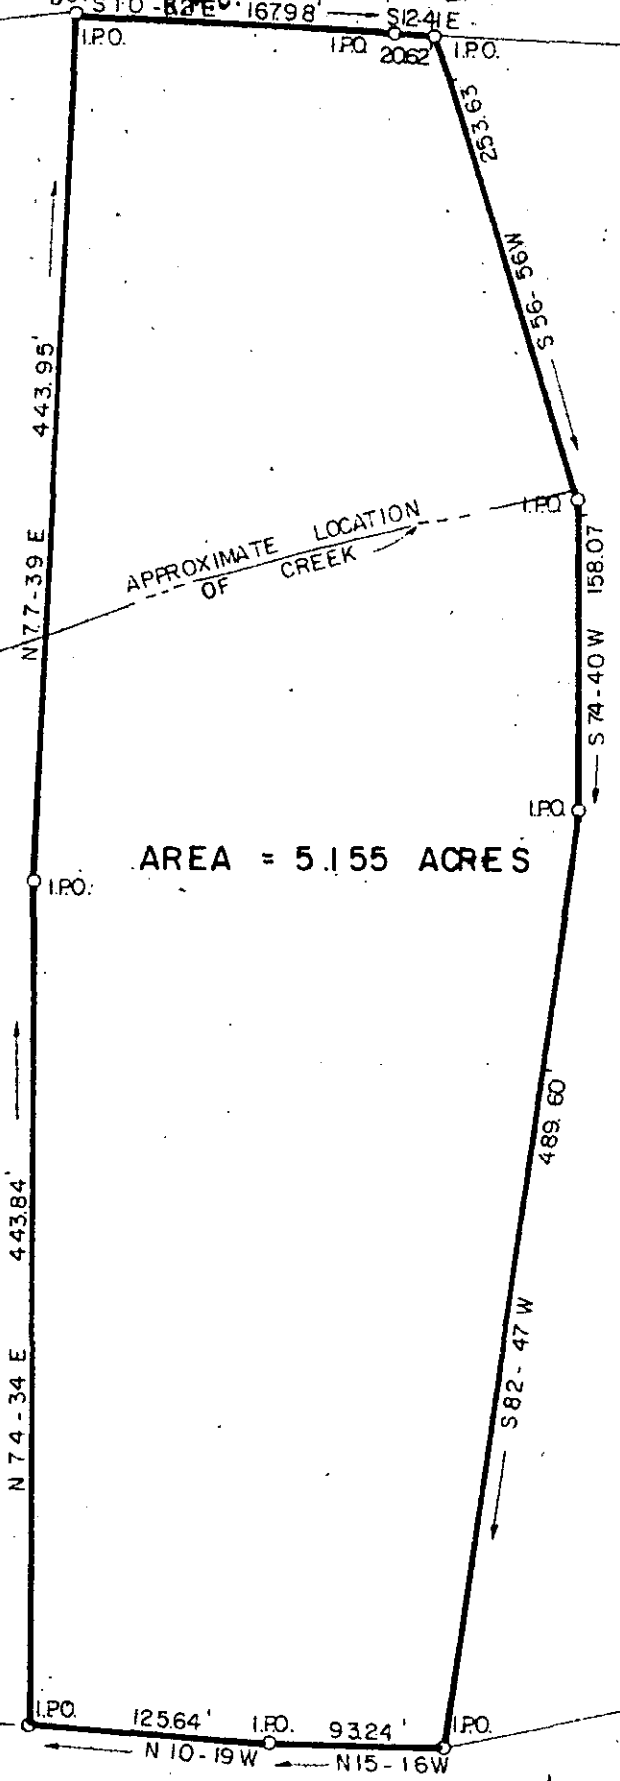 167.98'
S12-41 E
I.P.O.
I.P.O.
20.62'
I.P.O.
253.63
S 56-56W
443.95'
N 77-39 E
APPROXIMATE LOCATION
OF CREEK
I.P.O.
158.07
S 74-40 W
I.P.O.
AREA = 5.155 ACRES
I.P.O.
489.60'
S 82-47 W
443.84'
N 74-34 E
I.P.O.
125.64'
I.P.O.
93.24'
I.P.O.
N 10-19 W
N 15-16 W